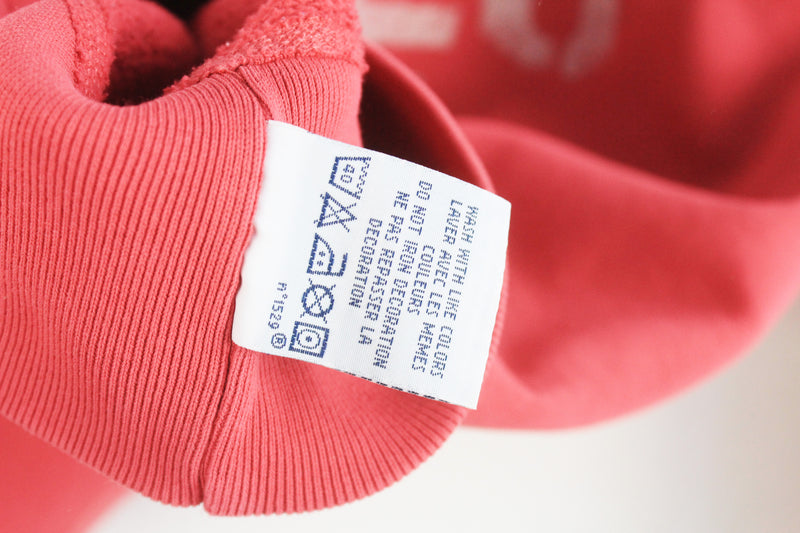 40
WASH WITH LIKE COLORS
LAVER AVEC LES MEMES
COULEURS
DO NOT IRON DECORATION
NE PAS REPASSER LA
DECORATION
n°1529 ®